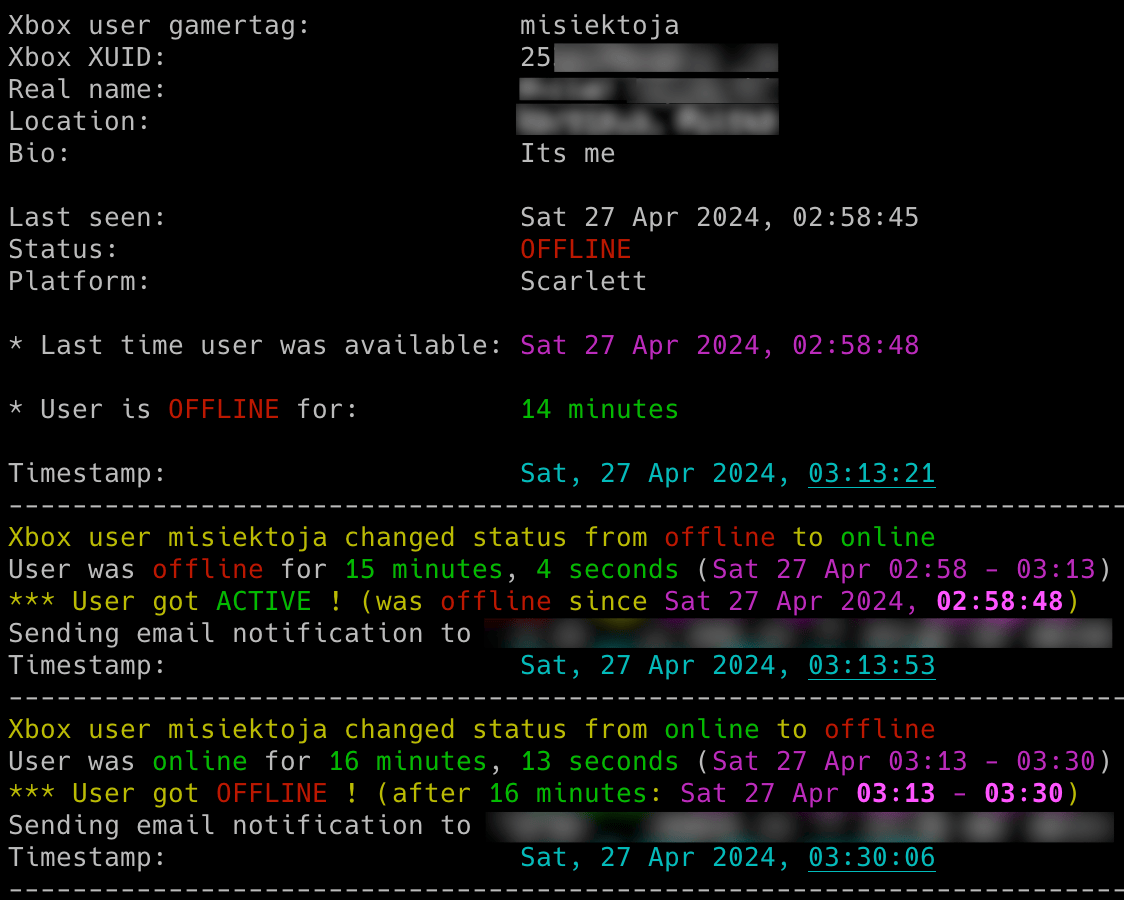 Xbox user gamertag: misiektoja
Xbox XUID: 25
Real name:
Location:
Bio: Its me
Last seen: Sat 27 Apr 2024, 02:58:45
Status: OFFLINE
Platform: Scarlett
* Last time user was available: Sat 27 Apr 2024, 02:58:48
* User is OFFLINE for: 14 minutes
Timestamp: Sat, 27 Apr 2024, 03:13:21
Xbox user misiektoja changed status from offline to online
User was offline for 15 minutes, 4 seconds (Sat 27 Apr 02:58 - 03:13)
*** User got ACTIVE ! (was offline since Sat 27 Apr 2024, 02:58:48)
Sending email notification to
Timestamp: Sat, 27 Apr 2024, 03:13:53
Xbox user misiektoja changed status from online to offline
User was online for 16 minutes, 13 seconds (Sat 27 Apr 03:13 - 03:30)
*** User got OFFLINE ! (after 16 minutes: Sat 27 Apr 03:13 - 03:30)
Sending email notification to
Timestamp: Sat, 27 Apr 2024, 03:30:06